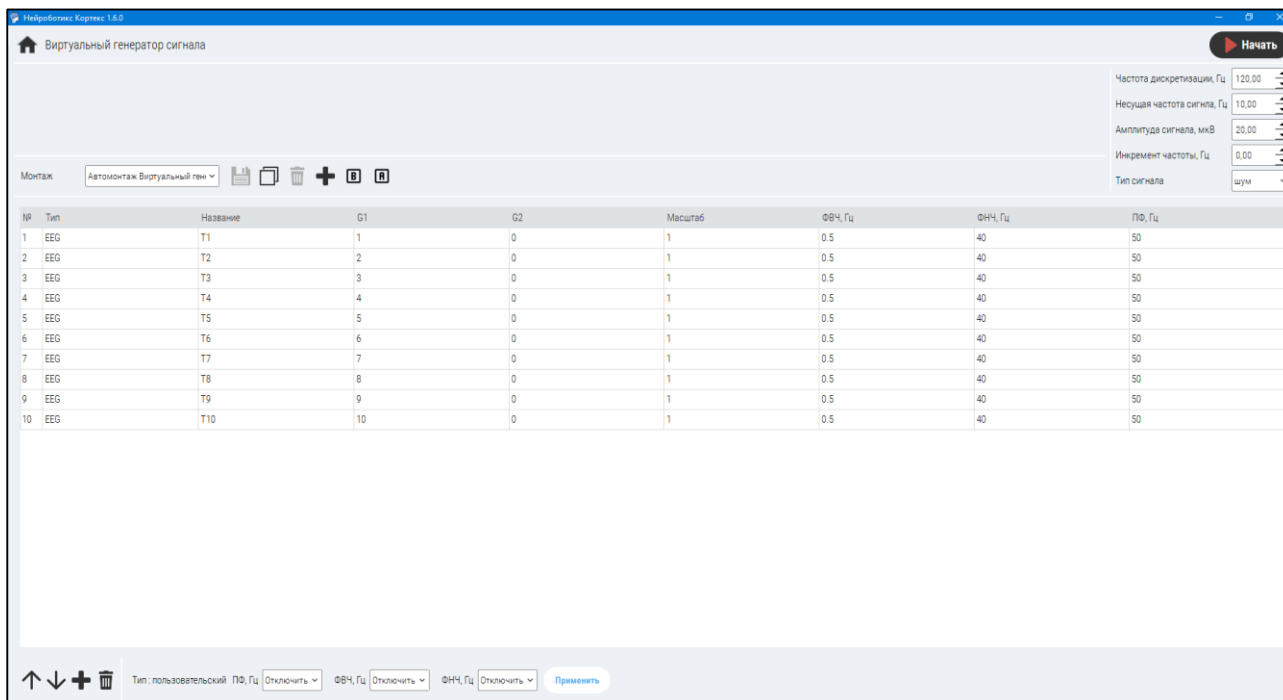 Нейроботикс Кортекс 1.6.0
Виртуальный генератор сигнала
Начать
Частота дискретизации, Гц 120,00
Несущая частота сигнла, Гц 10,00
Амплитуда сигнала, мкВ 20,00
Инкремент частоты, Гц 0,00
Тип сигнала шум
Монтаж Автомонтаж Виртуальный ген B A
№ Тип Название G1 G2 Масштаб ФВЧ, Гц ФНЧ, Гц ПФ, Гц
1 EEG T1 1 0 1 0.5 40 50
2 EEG T2 2 0 1 0.5 40 50
3 EEG T3 3 0 1 0.5 40 50
4 EEG T4 4 0 1 0.5 40 50
5 EEG T5 5 0 1 0.5 40 50
6 EEG T6 6 0 1 0.5 40 50
7 EEG T7 7 0 1 0.5 40 50
8 EEG T8 8 0 1 0.5 40 50
9 EEG T9 9 0 1 0.5 40 50
10 EEG T10 10 0 1 0.5 40 50
Тип : пользовательский ПФ, Гц Отключить ФВЧ, Гц Отключить ФНЧ, Гц Отключить Применить